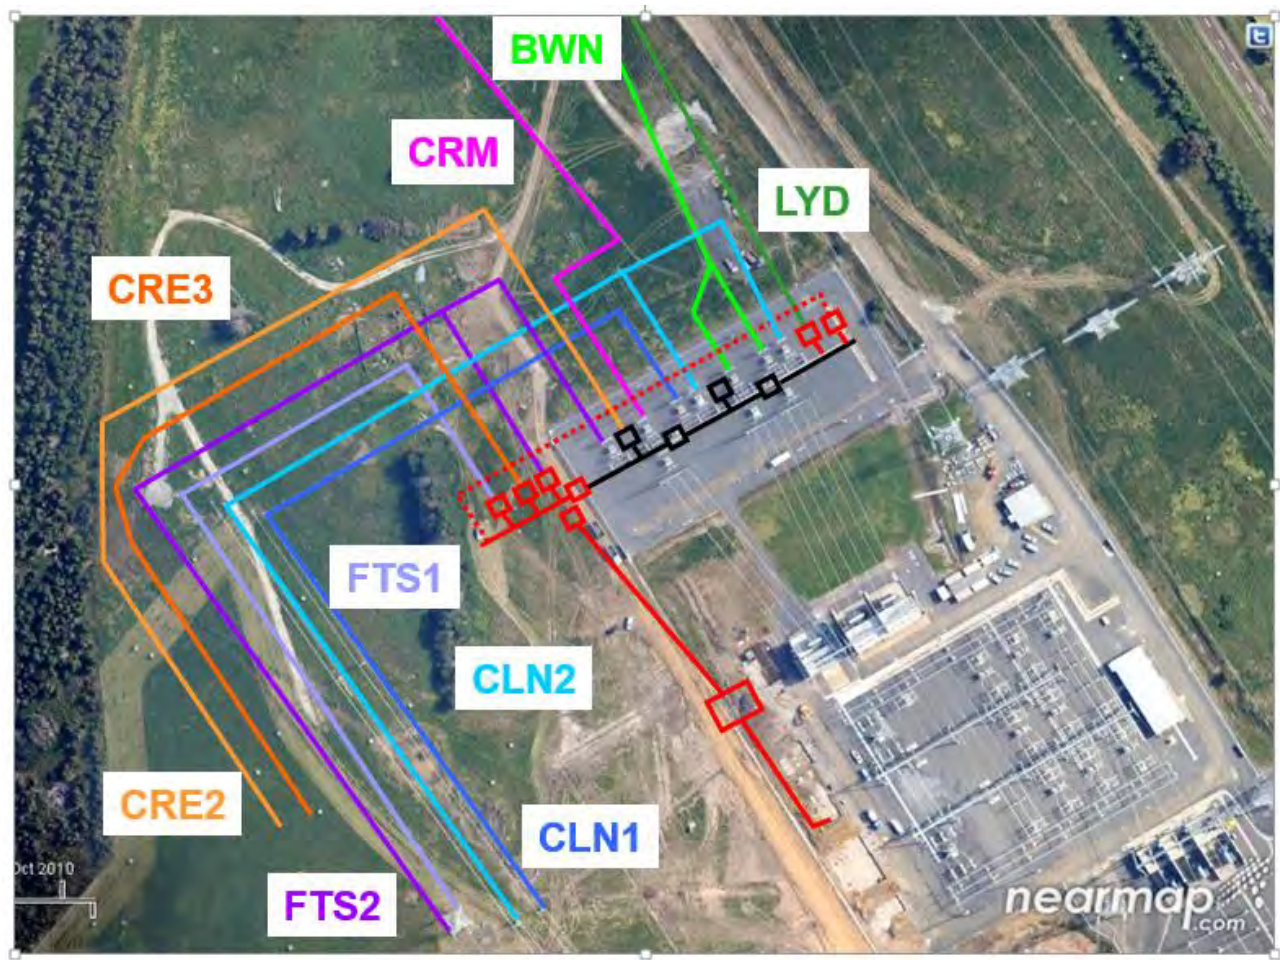 BWN
CRM
LYD
CRE3
FTS1
CLN2
CRE2
CLN1
FTS2
Oct 2010
nearmap
.com